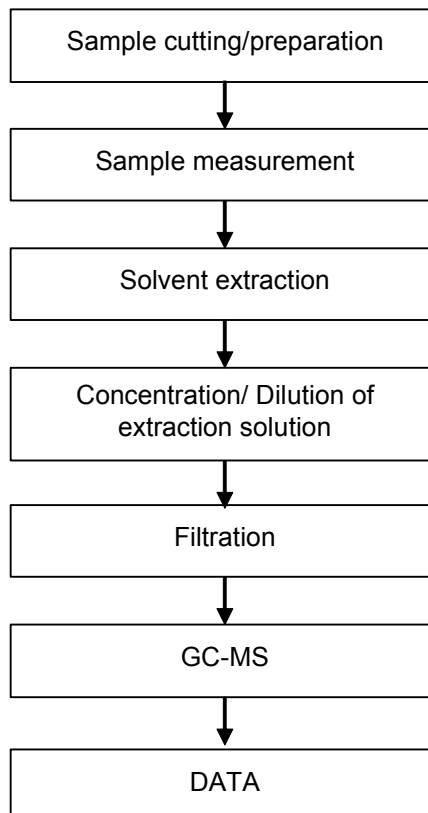 Sample cutting/preparation
Sample measurement
Solvent extraction
Concentration/ Dilution of
extraction solution
Filtration
GC-MS
DATA